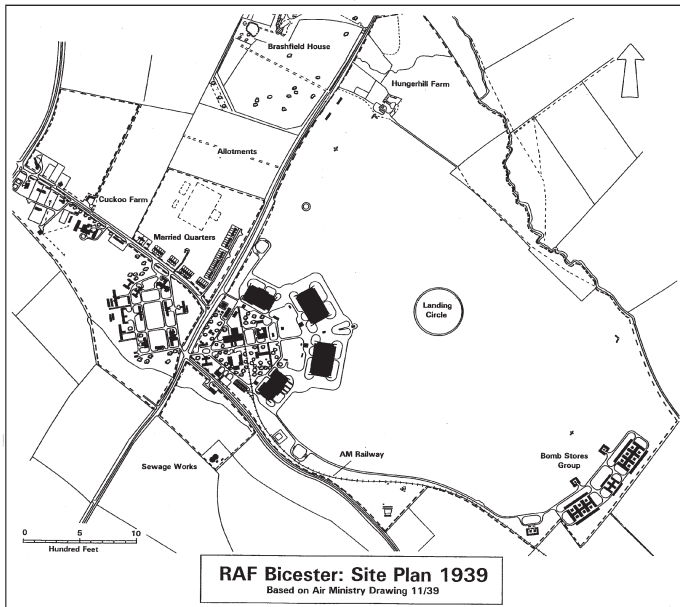 Brashfield House
Hungerhill Farm
Allotments
Cuckoo Farm
Married Quarters
Landing
Circle
AM Railway
Bomb Stores
Group
Sewage Works
0 5 10
Hundred Feet
RAF Bicester: Site Plan 1939
Based on Air Ministry Drawing 11/39